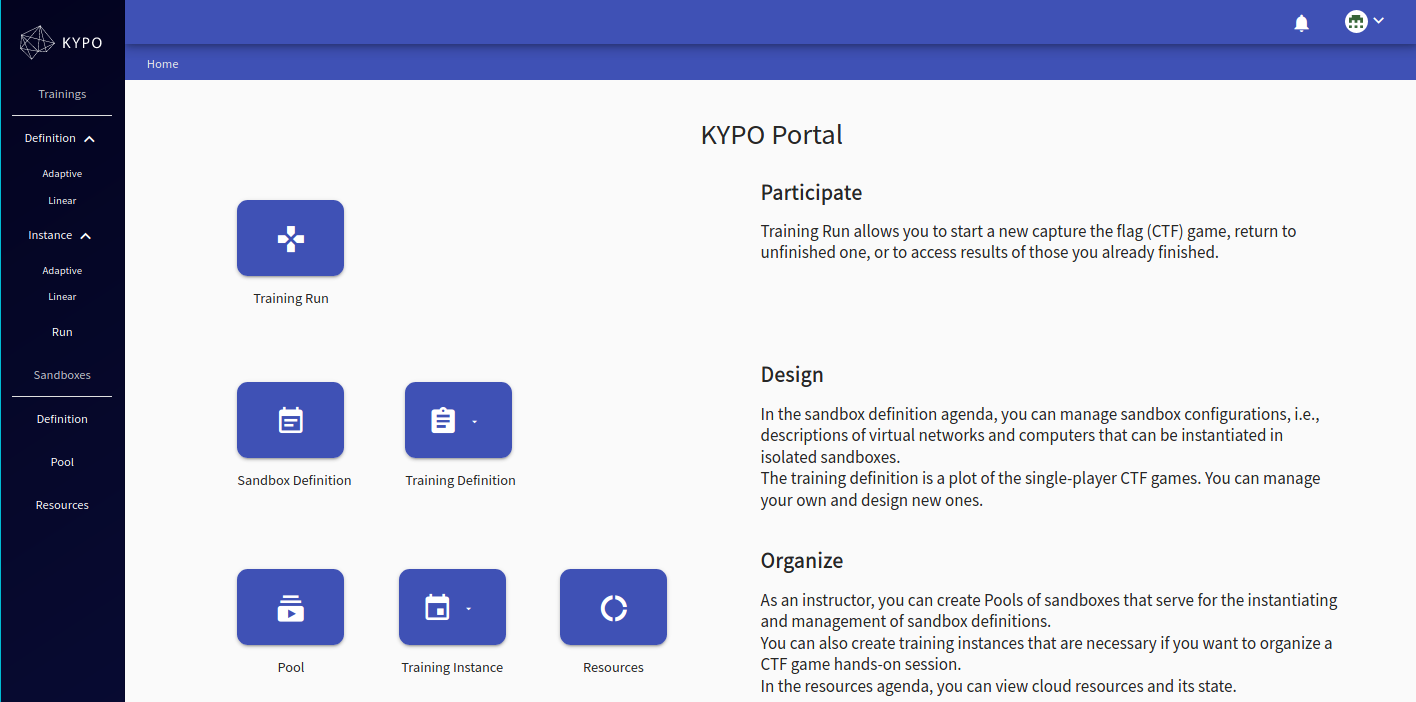 KYPO
Trainings
Definition
Adaptive
Linear
Instance
Adaptive
Linear
Run
Sandboxes
Definition
Pool
Resources
Home
KYPO Portal
Training Run
Participate
Training Run allows you to start a new capture the flag (CTF) game, return to
unfinished one, or to access results of those you already finished.
Sandbox Definition
Training Definition
Design
In the sandbox definition agenda, you can manage sandbox configurations, i.e.,
descriptions of virtual networks and computers that can be instantiated in
isolated sandboxes.
The training definition is a plot of the single-player CTF games. You can manage
your own and design new ones.
Pool
Training Instance
Resources
Organize
As an instructor, you can create Pools of sandboxes that serve for the instantiating
and management of sandbox definitions.
You can also create training instances that are necessary if you want to organize a
CTF game hands-on session.
In the resources agenda, you can view cloud resources and its state.